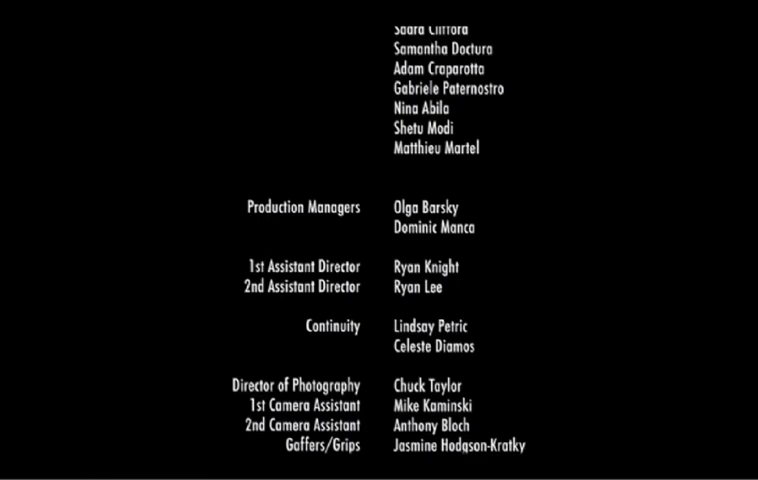 Samantha Doctura
Adam Craparotta
Gabriele Paternostro
Nina Abila
Shetu Modi
Matthieu Martel
Production Managers Olga Barsky
Dominic Manca
1st Assistant Director Ryan Knight
2nd Assistant Director Ryan Lee
Continuity Lindsay Petric
Celeste Diamos
Director of Photography Chuck Taylor
1st Camera Assistant Mike Kaminski
2nd Camera Assistant Anthony Bloch
Gaffers/Grips Jasmine Hodgson-Kratky